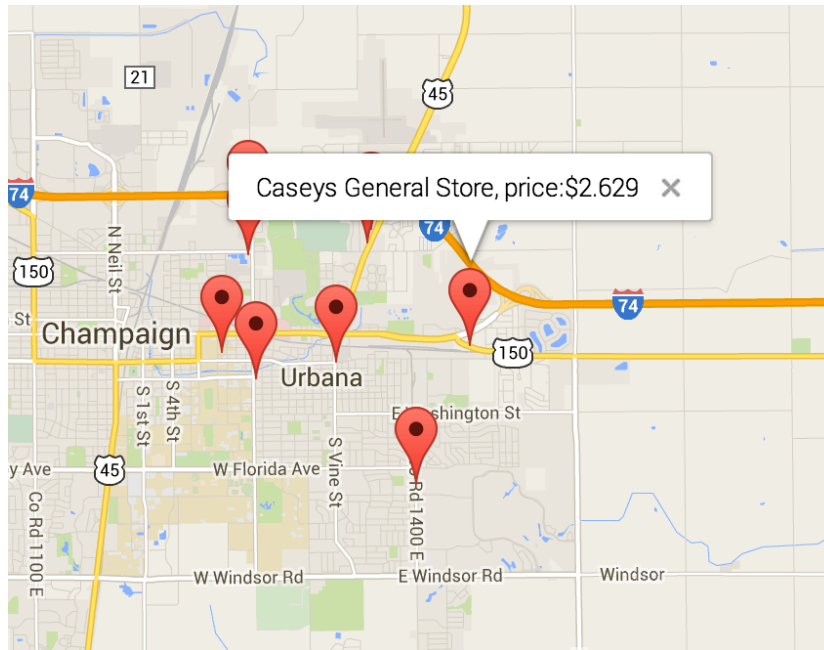 21
45
Caseys General Store, price:$2.629 ×
74
74
N Neil St
150
74
St
Champaign
150
Urbana
S 1st St
S 4th St
S Vine St
y Ave
45
W Florida Ave
Rd 1400 E
Co Rd 1100 E
W Windsor Rd
E Windsor Rd
Windsor